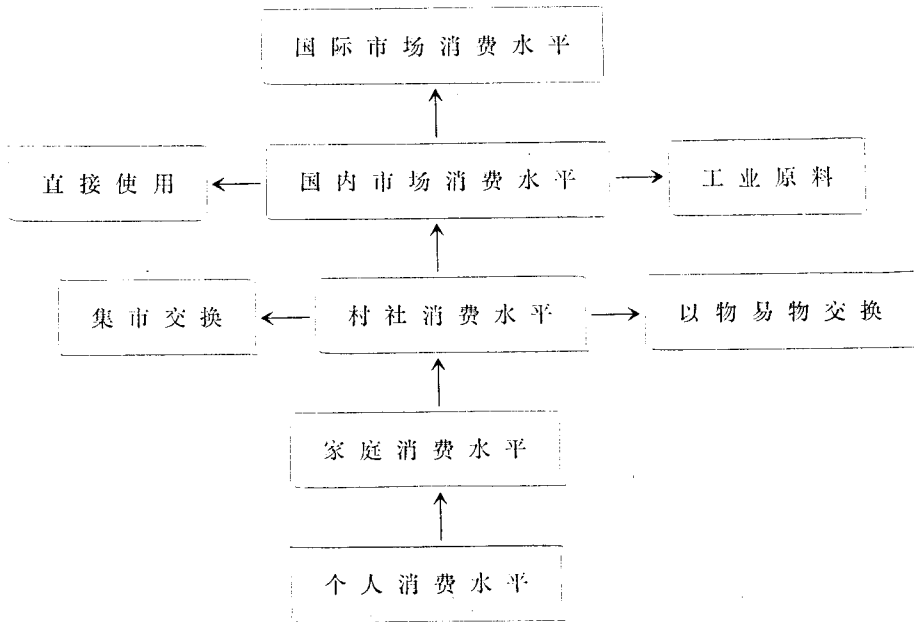 国际市场消费水平
直接使用
国内市场消费水平
工业原料
集市交换
村社消费水平
以物易物交换
家庭消费水平
个人消费水平